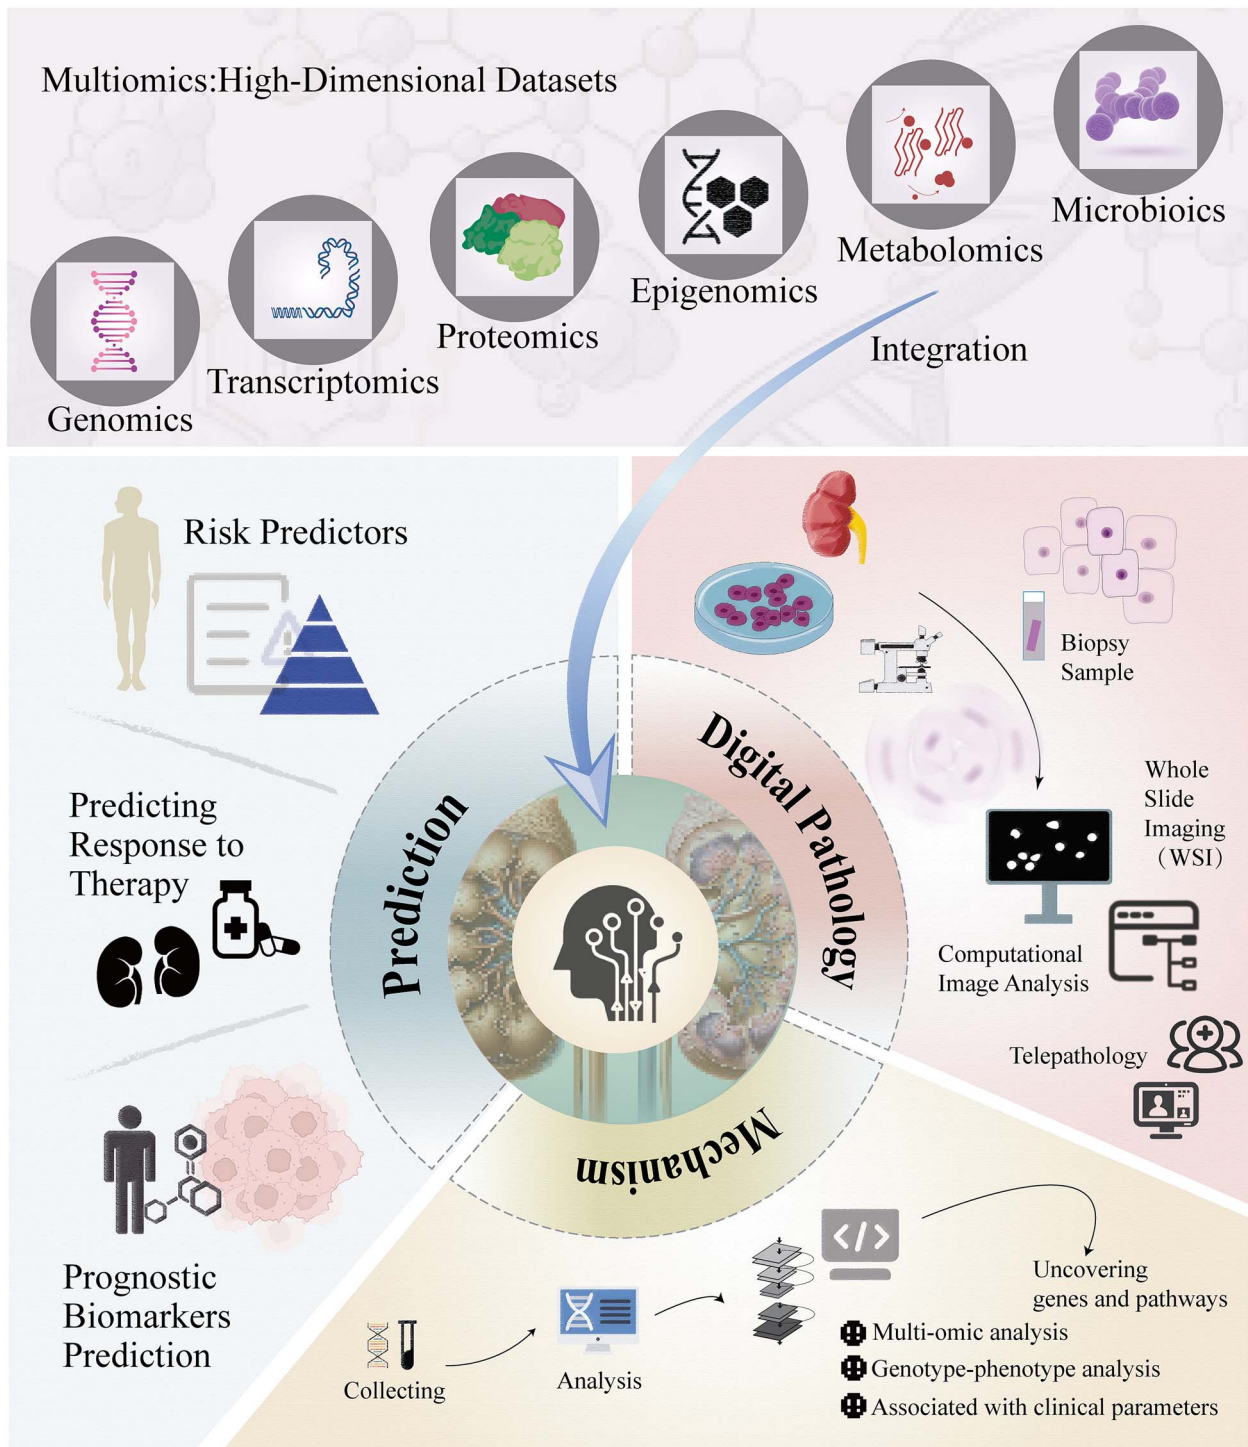 Multiomics:High-Dimensional Datasets
Genomics
Transcriptomics
Proteomics
Epigenomics
Metabolomics
Microbioics
Integration
Risk Predictors
Predicting
Response to
Therapy
Prognostic
Biomarkers
Prediction
Prediction
Digital Pathology
Mechanism
Biopsy
Sample
Whole
Slide
Imaging
（WSI）
Computational
Image Analysis
Telepathology
Collecting
Analysis
</>
Uncovering
genes and pathways
Multi-omic analysis
Genotype-phenotype analysis
Associated with clinical parameters